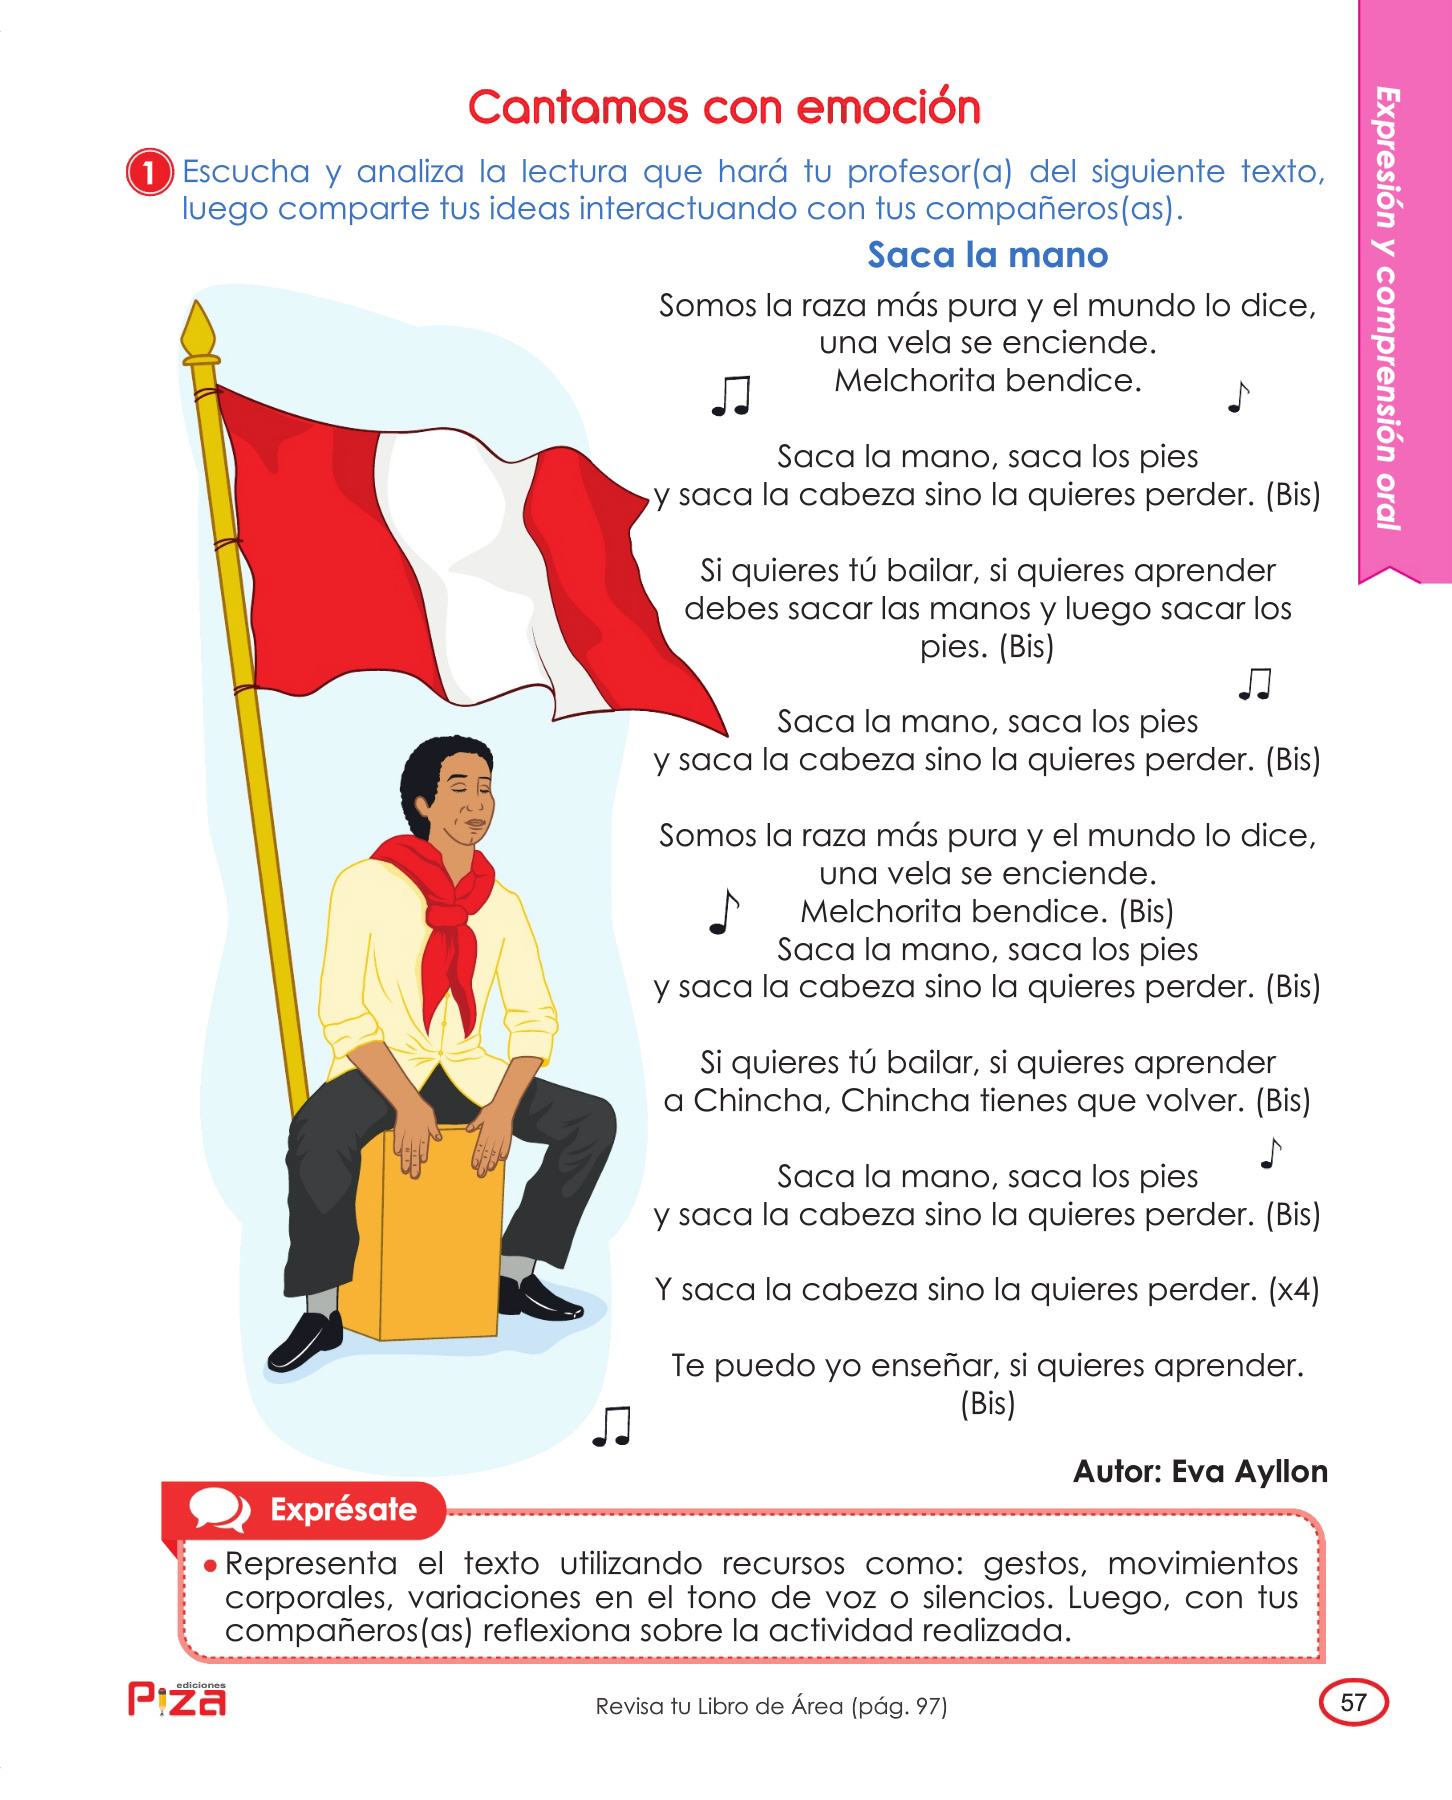 Cantamos con emoción
Expresión y comprensión oral
1 Escucha y analiza la lectura que hará tu profesor(a) del siguiente texto,
luego comparte tus ideas interactuando con tus compañeros(as).
Saca la mano
Somos la raza más pura y el mundo lo dice,
una vela se enciende.
Melchorita bendice.
Saca la mano, saca los pies
y saca la cabeza sino la quieres perder. (Bis)
Si quieres tú bailar, si quieres aprender
debes sacar las manos y luego sacar los
pies. (Bis)
Saca la mano, saca los pies
y saca la cabeza sino la quieres perder. (Bis)
Somos la raza más pura y el mundo lo dice,
una vela se enciende.
Melchorita bendice. (Bis)
Saca la mano, saca los pies
y saca la cabeza sino la quieres perder. (Bis)
Si quieres tú bailar, si quieres aprender
a Chincha, Chincha tienes que volver. (Bis)
Saca la mano, saca los pies
y saca la cabeza sino la quieres perder. (Bis)
Y saca la cabeza sino la quieres perder. (x4)
Te puedo yo enseñar, si quieres aprender.
(Bis)
Autor: Eva Ayllon
Exprésate
• Representa el texto utilizando recursos como: gestos, movimientos
corporales, variaciones en el tono de voz o silencios. Luego, con tus
compañeros(as) reflexiona sobre la actividad realizada.
ediciones
Piza
Revisa tu Libro de Área (pág. 97)
57